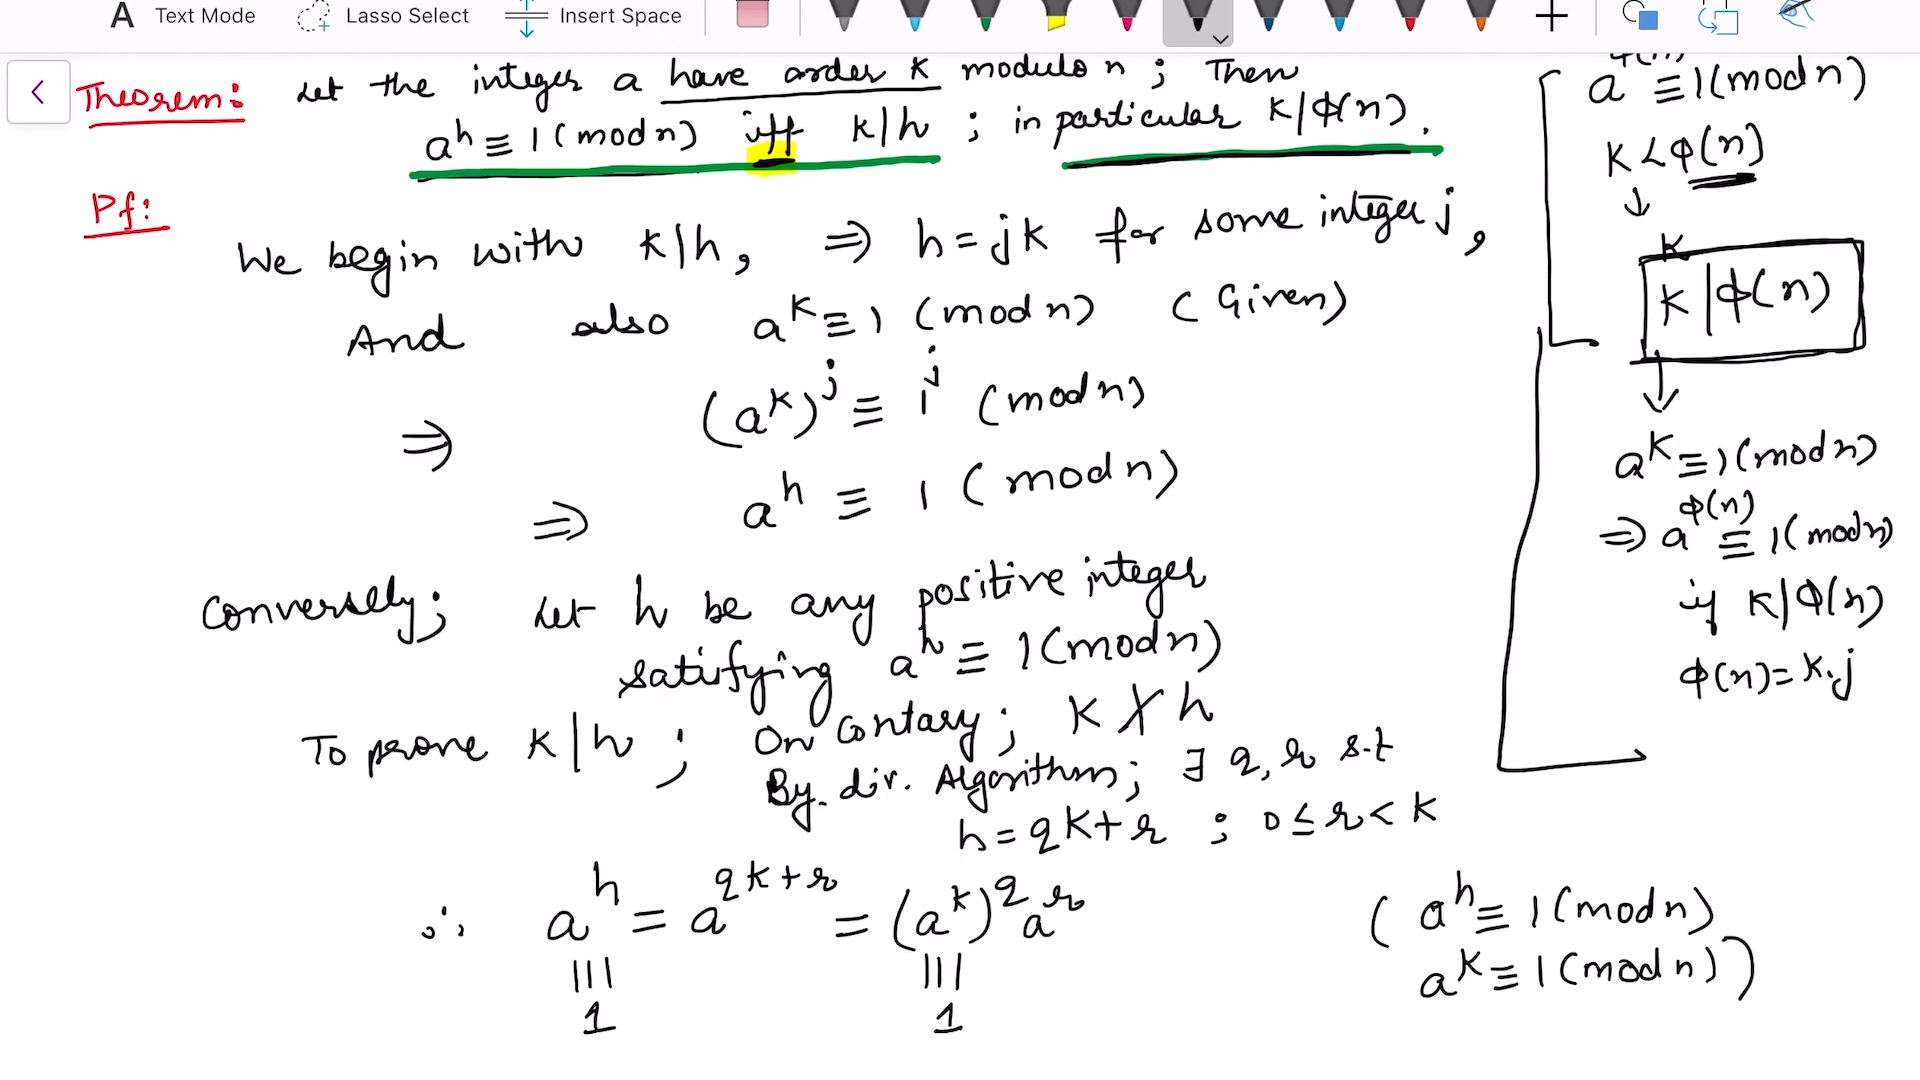 Text Mode Lasso Select Insert Space
Theorem: Let the integer a have order K modulo n ; Then
a^h ≡ 1 (mod n) iff K|h ; in particular K|ϕ(n).
Pf:
We begin with K|h, ⇒ h = jK for some integer j,
And also a^K ≡ 1 (mod n) (Given)
⇒ (a^K)^j ≡ 1^j (mod n)
⇒ a^h ≡ 1 (mod n)
Conversely; Let h be any positive integer
satisfying a^h ≡ 1 (mod n)
To prove K|h ; On Contary; K ∤ h
By. div. Algorithm; ∃ q, r s.t
h = qK + r ; 0 ≤ r < K
∴ a^h = a^{qK+r} = (a^K)^q a^r
||| |||
1 1
( a^h ≡ 1 (mod n)
a^K ≡ 1 (mod n) )
a^ϕ(n) ≡ 1 (mod n)
K < ϕ(n)
↓
K
K | ϕ(n)
↓
a^K ≡ 1 (mod n)
⇒ a^ϕ(n) ≡ 1 (mod n)
if K|ϕ(n)
ϕ(n) = K.j